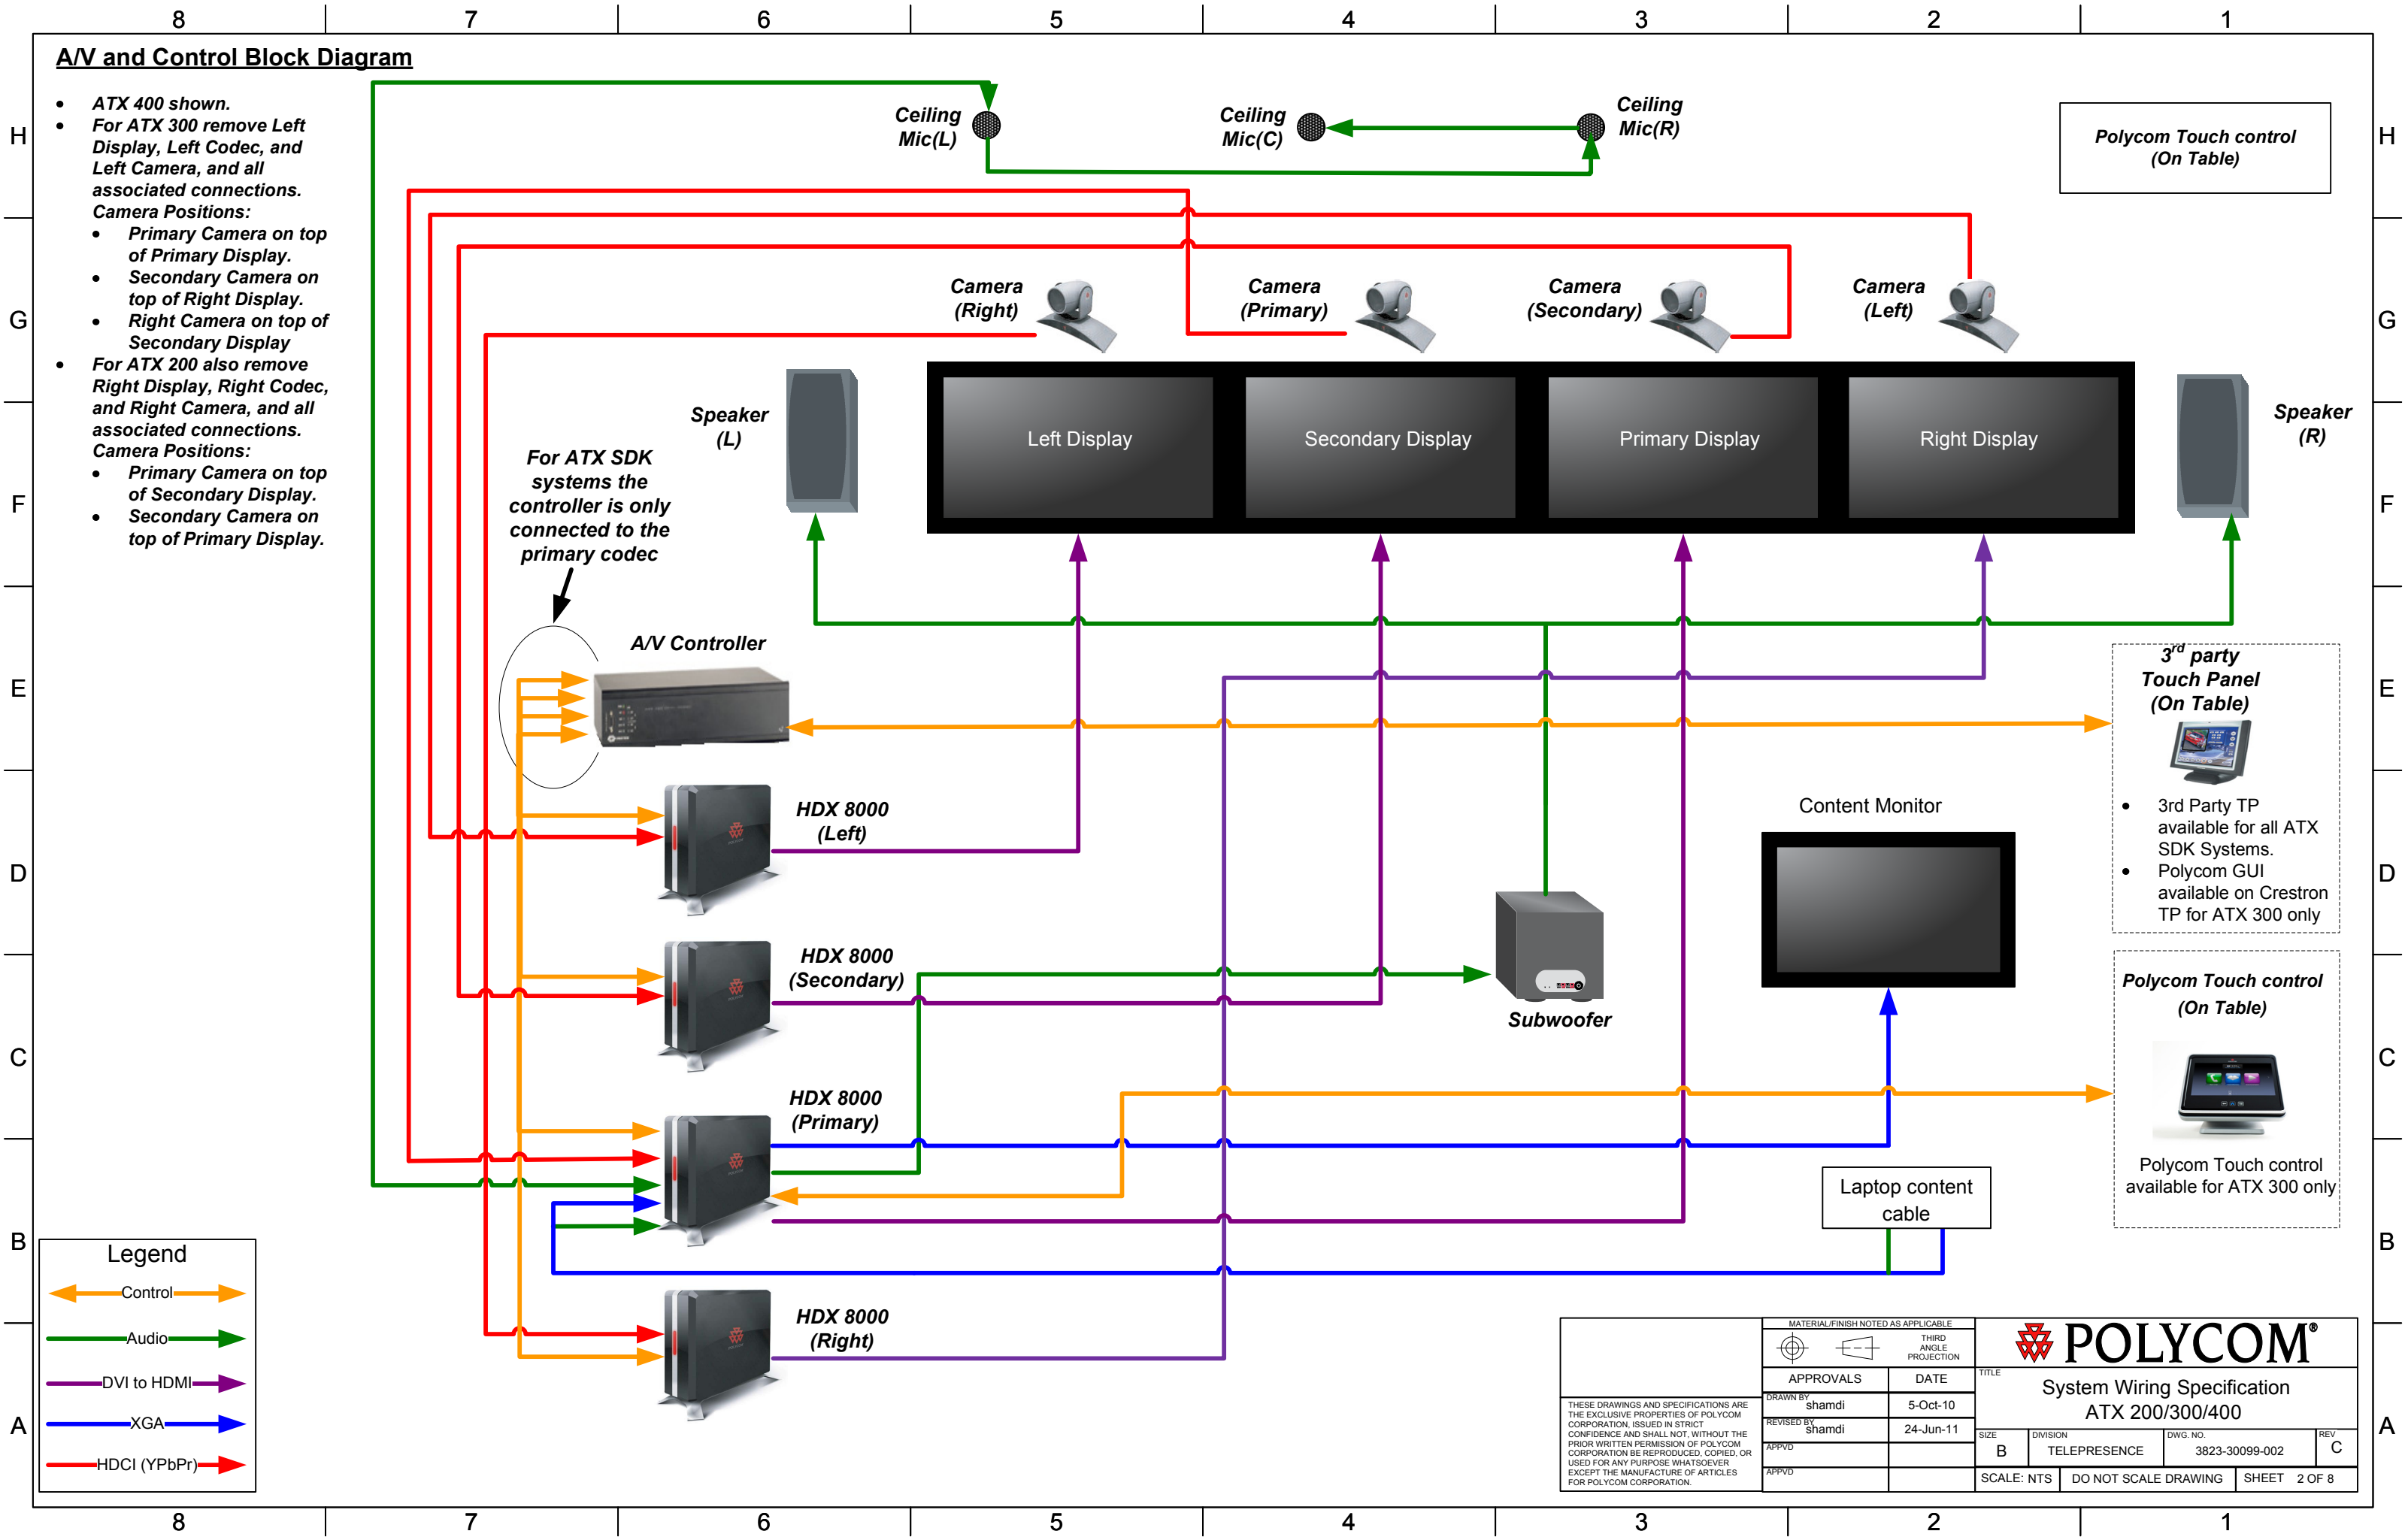 8 7 6 5 4 3 2 1
A/V and Control Block Diagram
• ATX 400 shown.
• For ATX 300 remove Left
Display, Left Codec, and
Left Camera, and all
associated connections.
Camera Positions:
• Primary Camera on top
of Primary Display.
• Secondary Camera on
top of Right Display.
• Right Camera on top of
Secondary Display
• For ATX 200 also remove
Right Display, Right Codec,
and Right Camera, and all
associated connections.
Camera Positions:
• Primary Camera on top
of Secondary Display.
• Secondary Camera on
top of Primary Display.
H
G
F
E
D
C
B
A
Ceiling
Mic(L)
Ceiling
Mic(C)
Ceiling
Mic(R)
Polycom Touch control
(On Table)
Camera
(Right)
Camera
(Primary)
Camera
(Secondary)
Camera
(Left)
Speaker
(L)
Left Display
Secondary Display
Primary Display
Right Display
Speaker
(R)
For ATX SDK
systems the
controller is only
connected to the
primary codec
A/V Controller
3rd party
Touch Panel
(On Table)
• 3rd Party TP
available for all ATX
SDK Systems.
• Polycom GUI
available on Crestron
TP for ATX 300 only
HDX 8000
(Left)
Content Monitor
HDX 8000
(Secondary)
Subwoofer
Polycom Touch control
(On Table)
Polycom Touch control
available for ATX 300 only
HDX 8000
(Primary)
Laptop content
cable
HDX 8000
(Right)
Legend
Control
Audio
DVI to HDMI
XGA
HDCI (YPbPr)
THESE DRAWINGS AND SPECIFICATIONS ARE
THE EXCLUSIVE PROPERTIES OF POLYCOM
CORPORATION, ISSUED IN STRICT
CONFIDENCE AND SHALL NOT, WITHOUT THE
PRIOR WRITTEN PERMISSION OF POLYCOM
CORPORATION BE REPRODUCED, COPIED, OR
USED FOR ANY PURPOSE WHATSOEVER
EXCEPT THE MANUFACTURE OF ARTICLES
FOR POLYCOM CORPORATION.
MATERIAL/FINISH NOTED AS APPLICABLE
THIRD
ANGLE
PROJECTION
APPROVALS DATE
DRAWN BY
shamdi 5-Oct-10
REVISED BY
shamdi 24-Jun-11
APPVD
APPVD
POLYCOM®
TITLE
System Wiring Specification
ATX 200/300/400
SIZE
B
DIVISION
TELEPRESENCE
DWG. NO.
3823-30099-002
REV
C
SCALE: NTS DO NOT SCALE DRAWING SHEET 2 OF 8
H
G
F
E
D
C
B
A
8 7 6 5 4 3 2 1